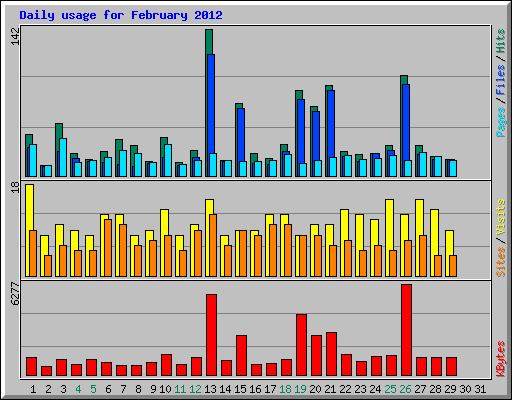 Daily usage for February 2012
142
Pages / Files / Hits
18
Sites / Visits
6277
KBytes
1 2 3 4 5 6 7 8 9 10 11 12 13 14 15 16 17 18 19 20 21 22 23 24 25 26 27 28 29 30 31